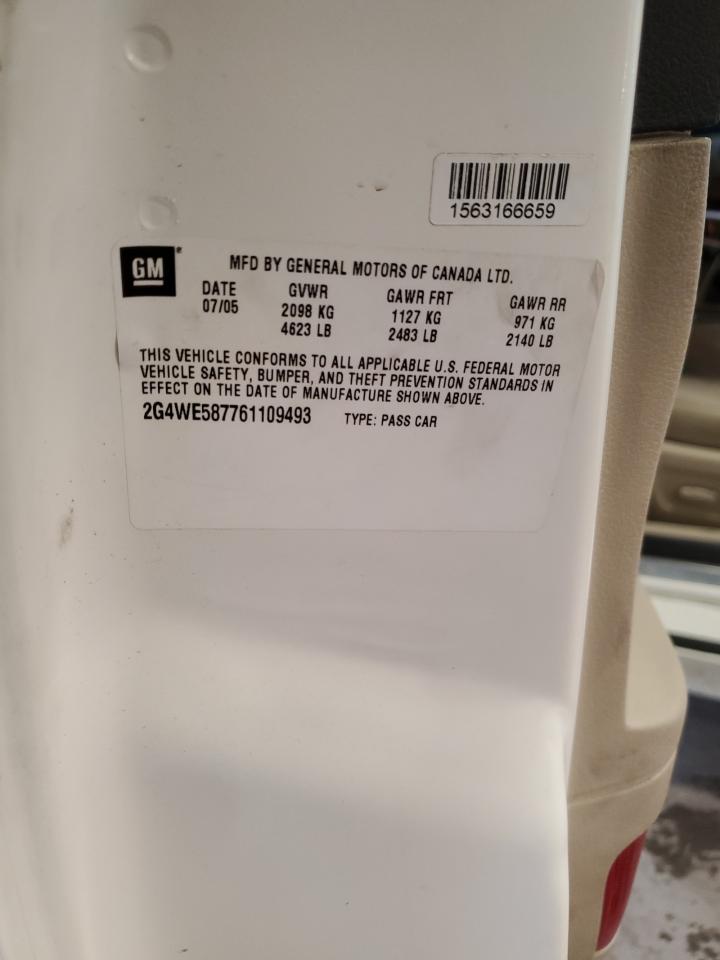 1563166659
GM
MFD BY GENERAL MOTORS OF CANADA LTD.
DATE GVWR GAWR FRT GAWR RR
07/05 2098 KG 1127 KG 971 KG
4623 LB 2483 LB 2140 LB
THIS VEHICLE CONFORMS TO ALL APPLICABLE U.S. FEDERAL MOTOR
VEHICLE SAFETY, BUMPER, AND THEFT PREVENTION STANDARDS IN
EFFECT ON THE DATE OF MANUFACTURE SHOWN ABOVE.
2G4WE587761109493 TYPE: PASS CAR